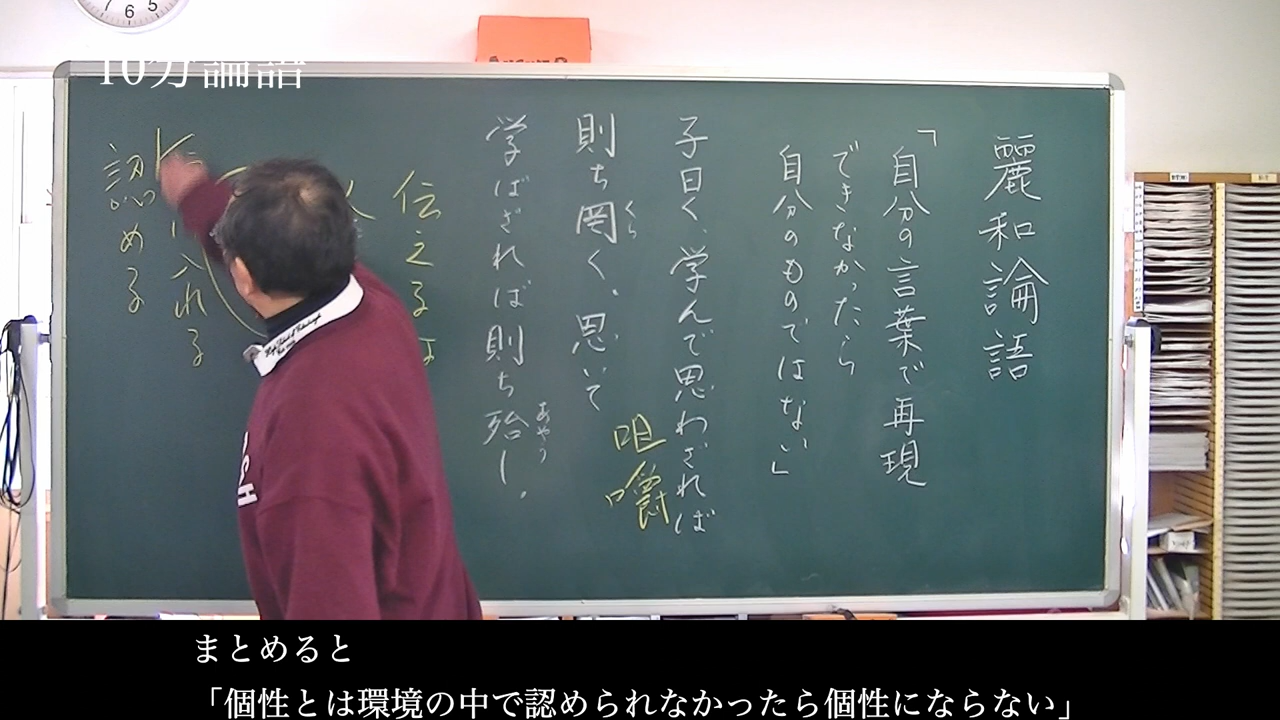 10分論語
麗和論語
「自分の言葉で再現
できなかったら
自分のものではない」
子曰く、学んで思わざれば
則ち罔く、思いて
くら
学ばざれば則ち殆し。
あやう
咀嚼
伝える
入れる
認める
まとめると
「個性とは環境の中で認められなかったら個性にならない」